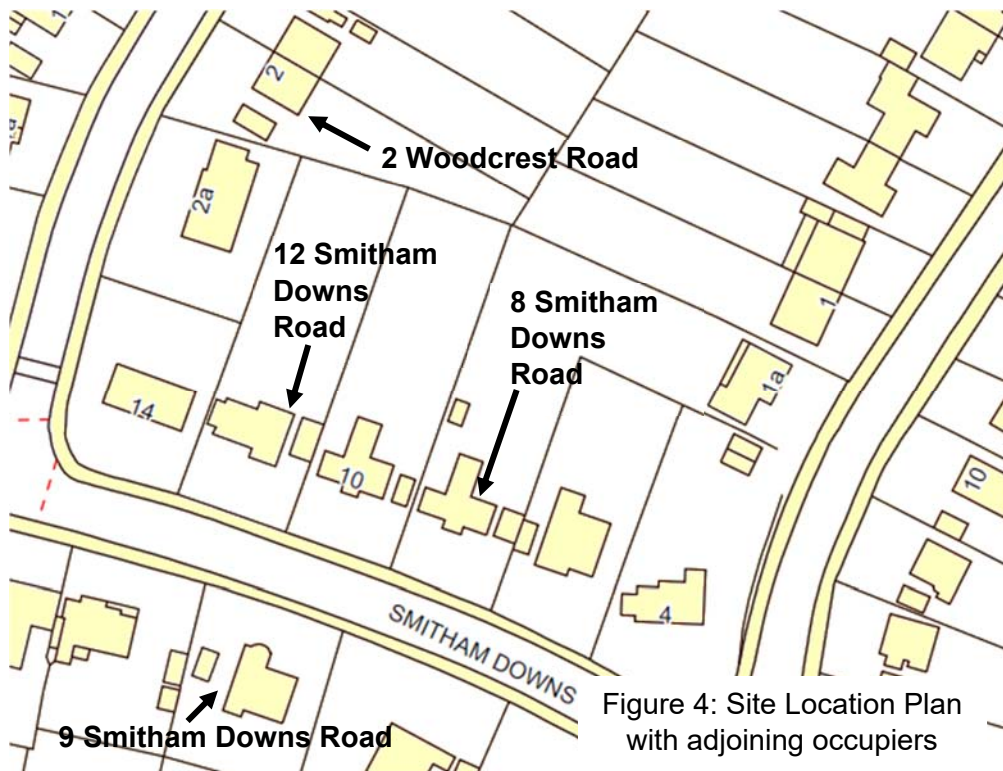 2
2 Woodcrest Road
2a
12 Smitham
Downs
Road
8 Smitham
Downs
Road
1
1a
14
10
10
4
SMITHAM DOWNS
9 Smitham Downs Road
Figure 4: Site Location Plan
with adjoining occupiers